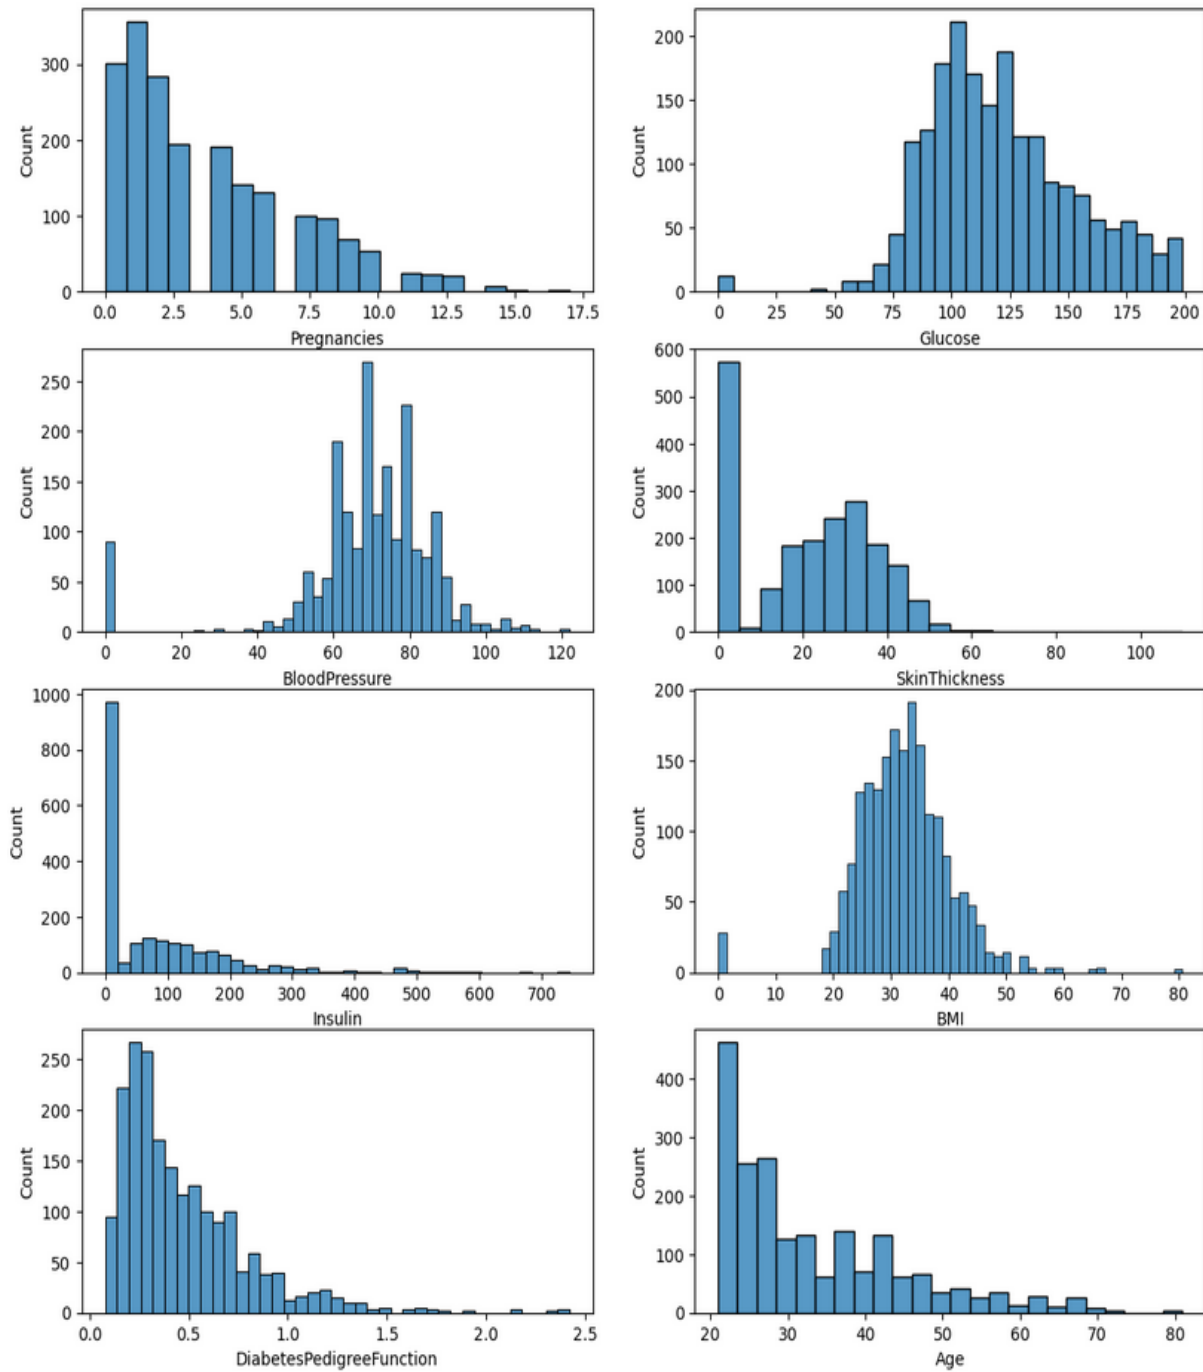 300
200
100
0
Count
0.0 2.5 5.0 7.5 10.0 12.5 15.0 17.5
Pregnancies
200
150
100
50
0
Count
0 25 50 75 100 125 150 175 200
Glucose
250
200
150
100
50
0
Count
0 20 40 60 80 100 120
BloodPressure
600
500
400
300
200
100
0
Count
0 20 40 60 80 100
SkinThickness
1000
800
600
400
200
0
Count
0 100 200 300 400 500 600 700
Insulin
200
150
100
50
0
Count
0 10 20 30 40 50 60 70 80
BMI
250
200
150
100
50
0
Count
0.0 0.5 1.0 1.5 2.0 2.5
DiabetesPedigreeFunction
400
300
200
100
0
Count
20 30 40 50 60 70 80
Age